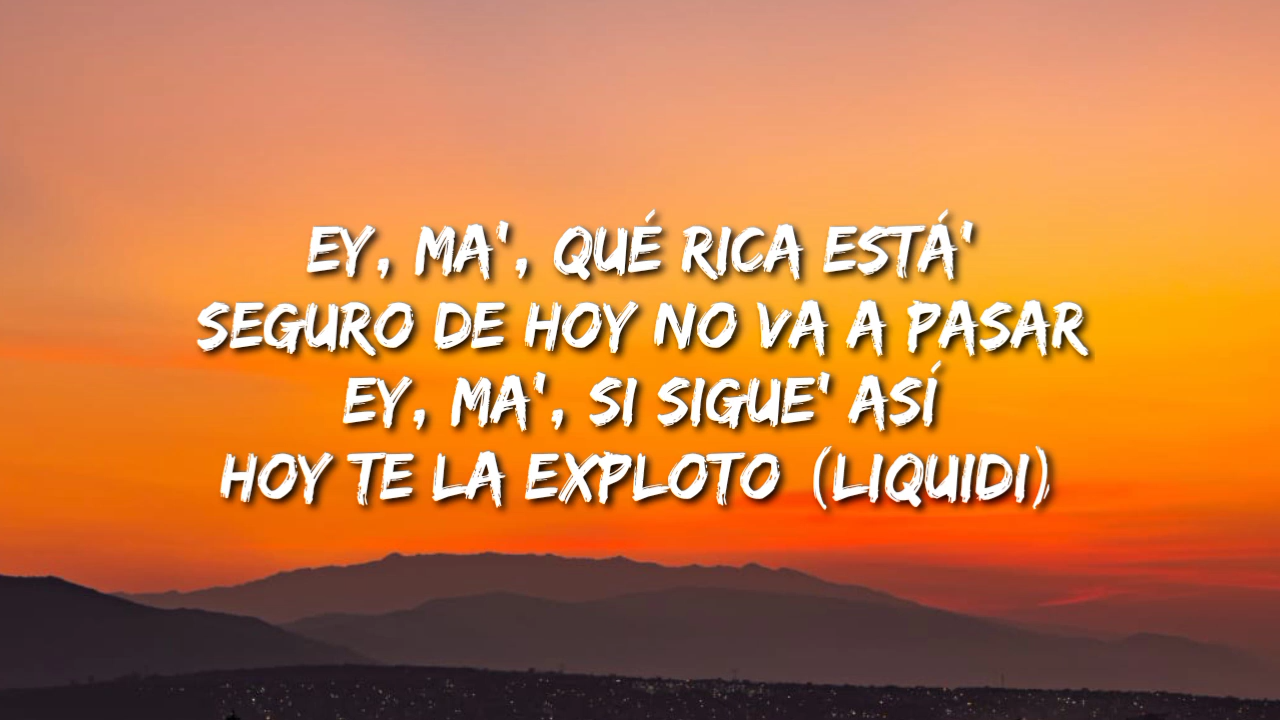 EY, MA', QUÉ RICA ESTÁ'
SEGURO DE HOY NO VA A PASAR
EY, MA', SI SIGUE' ASÍ
HOY TE LA EXPLOTO (LIQUIDI)